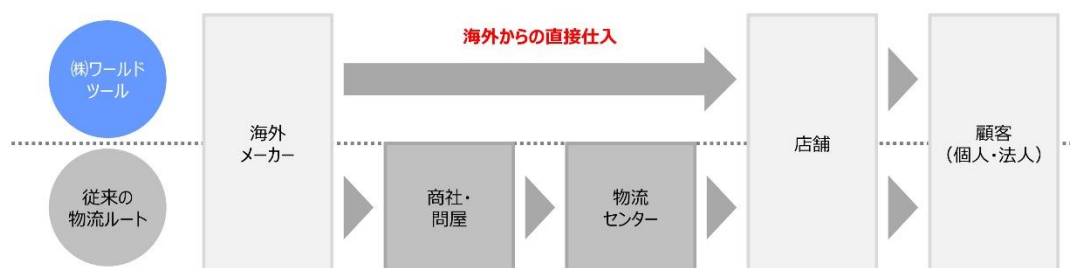 海外からの直接仕入
㈱ワールド
ツール
海外
メーカー
店舗
顧客
（個人・法人）
従来の
物流ルート
商社・
問屋
物流
センター